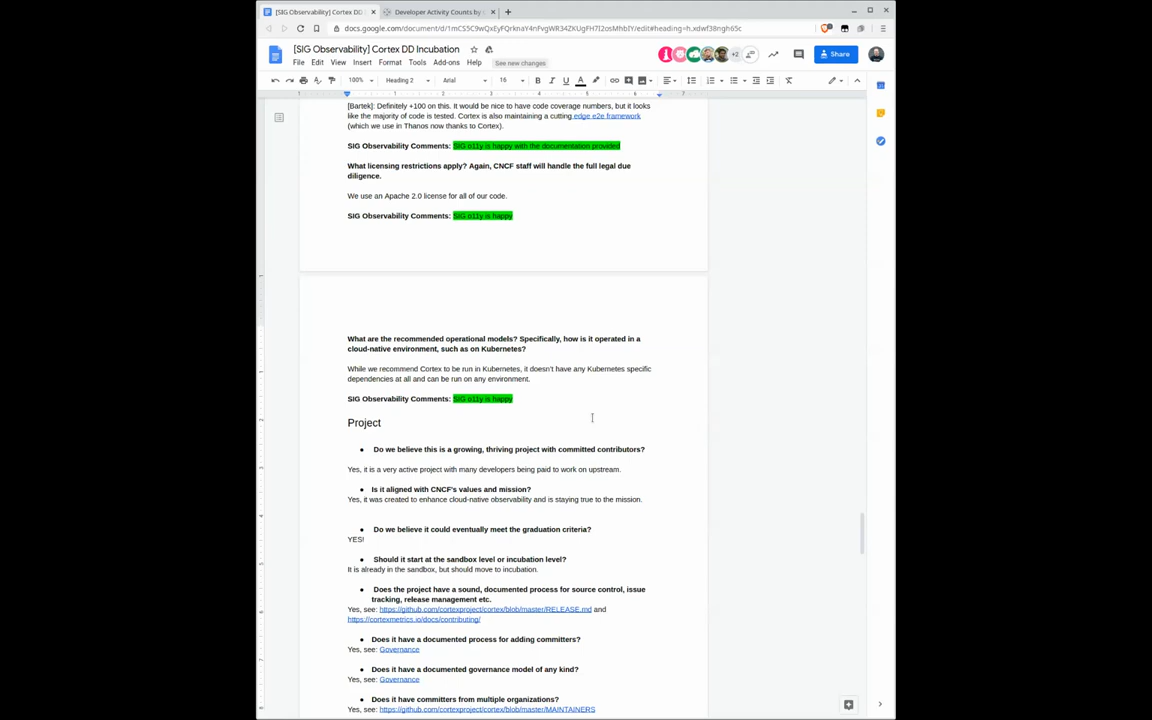 [SIG Observability] Cortex DD
Developer Activity Counts by
docs.google.com/document/d/
[SIG Observability] Cortex DD Incubation
File Edit View Insert Format Tools Add-ons Help
See new changes
+2
Share
100% Heading 2 Arial 16
[Bartek]: Definitely +100 on this. It would be nice to have code coverage numbers, but it looks
like the majority of code is tested. Cortex is also maintaining a cutting edge e2e framework
(which we use in Thanos now thanks to Cortex).
SIG Observability Comments: SIG o11y is happy with the documentation provided
What licensing restrictions apply? Again, CNCF staff will handle the full legal due
diligence.
We use an Apache 2.0 license for all of our code.
SIG Observability Comments: SIG o11y is happy
What are the recommended operational models? Specifically, how is it operated in a
cloud-native environment, such as on Kubernetes?
While we recommend Cortex to be run in Kubernetes, it doesn't have any Kubernetes specific
dependencies at all and can be run on any environment.
SIG Observability Comments: SIG o11y is happy
Project
● Do we believe this is a growing, thriving project with committed contributors?
Yes, it is a very active project with many developers being paid to work on upstream.
● Is it aligned with CNCF's values and mission?
Yes, it was created to enhance cloud-native observability and is staying true to the mission.
● Do we believe it could eventually meet the graduation criteria?
YES!
● Should it start at the sandbox level or incubation level?
It is already in the sandbox, but should move to incubation.
● Does the project have a sound, documented process for source control, issue
tracking, release management etc.
Yes, see: https://github.com/cortexproject/cortex/blob/master/RELEASE.md and
https://cortexmetrics.io/docs/contributing/
● Does it have a documented process for adding committers?
Yes, see: Governance
● Does it have a documented governance model of any kind?
Yes, see: Governance
● Does it have committers from multiple organizations?
Yes, see: https://github.com/cortexproject/cortex/blob/master/MAINTAINERS